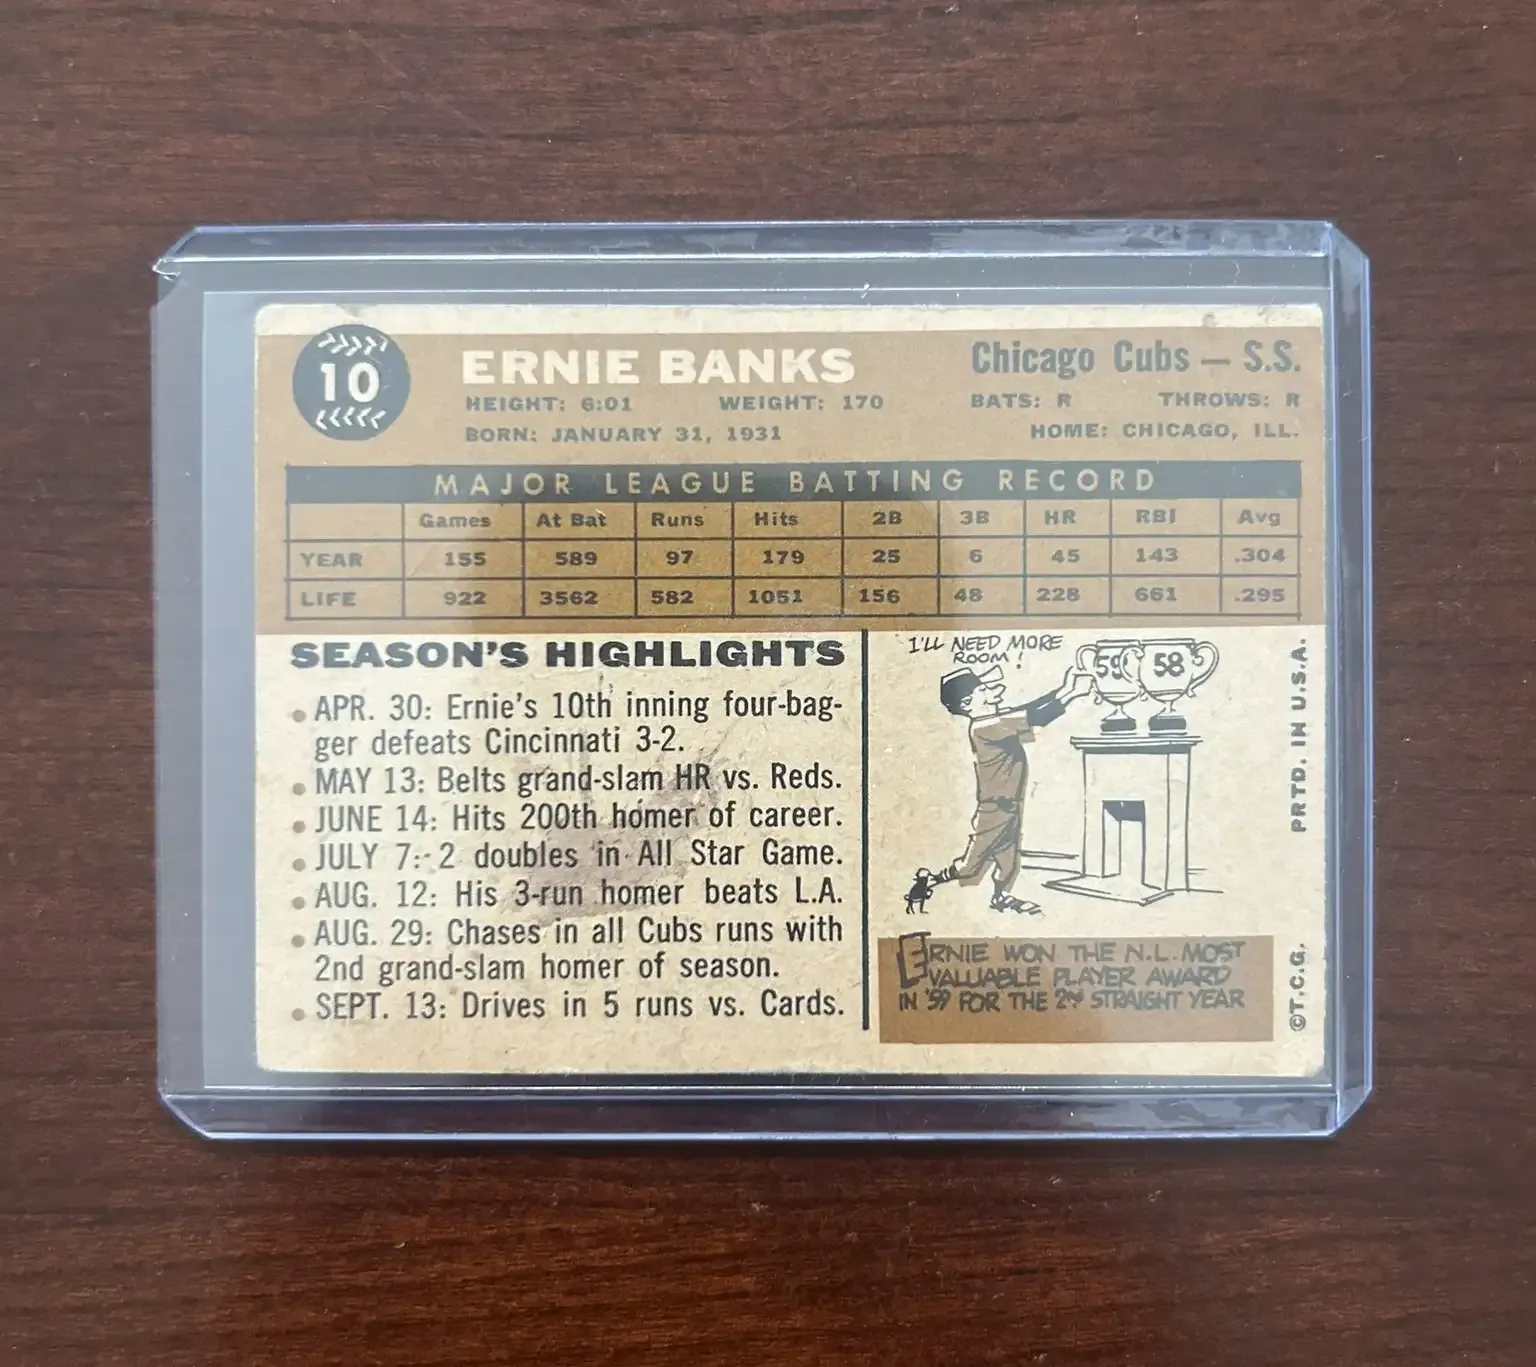 10
ERNIE BANKS
Chicago Cubs — S.S.
HEIGHT: 6:01 WEIGHT: 170 BATS: R THROWS: R
BORN: JANUARY 31, 1931 HOME: CHICAGO, ILL.
MAJOR LEAGUE BATTING RECORD
Games At Bat Runs Hits 2B 3B HR RBI Avg
YEAR 155 589 97 179 25 6 45 143 .304
LIFE 922 3562 582 1051 156 48 228 661 .295
SEASON'S HIGHLIGHTS
• APR. 30: Ernie's 10th inning four-bag-
ger defeats Cincinnati 3-2.
• MAY 13: Belts grand-slam HR vs. Reds.
• JUNE 14: Hits 200th homer of career.
• JULY 7: 2 doubles in All Star Game.
• AUG. 12: His 3-run homer beats L.A.
• AUG. 29: Chases in all Cubs runs with
2nd grand-slam homer of season.
• SEPT. 13: Drives in 5 runs vs. Cards.
I'LL NEED MORE
ROOM!
59 58
ERNIE WON THE N.L. MOST
VALUABLE PLAYER AWARD
IN '59 FOR THE 2ND STRAIGHT YEAR
©T.C.G. PRTD. IN U.S.A.